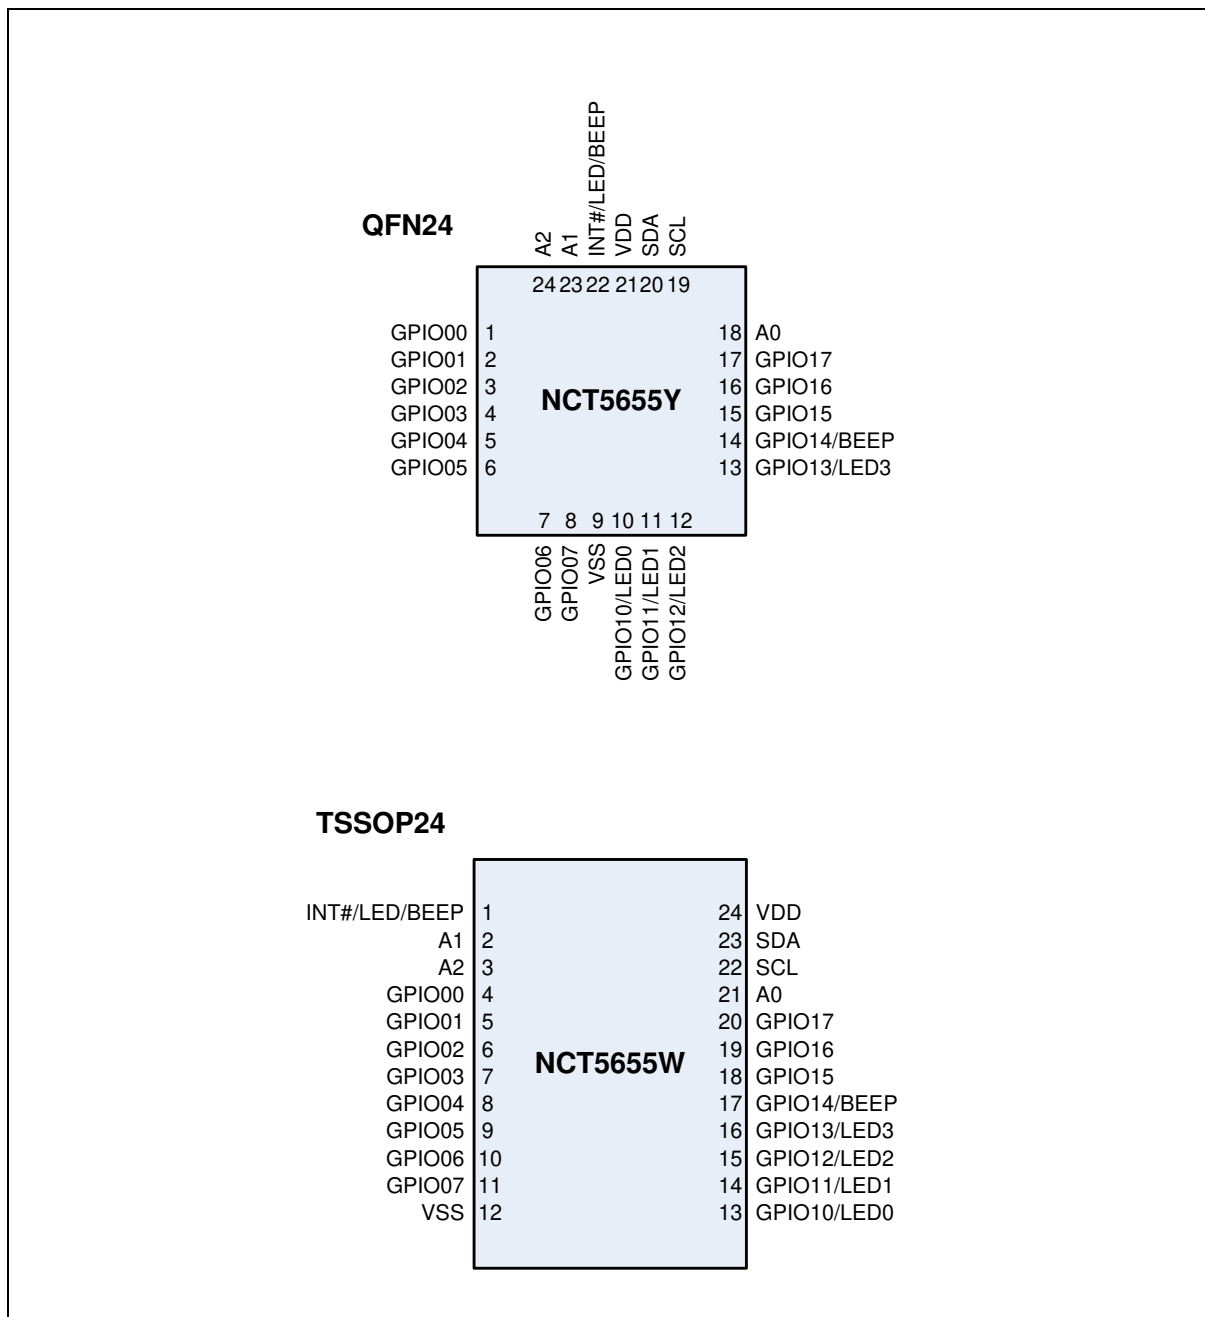 QFN24
A2
A1
INT#/LED/BEEP
VDD
SDA
SCL
24 23 22 21 20 19
GPIO00 1 18 A0
GPIO01 2 17 GPIO17
GPIO02 3 16 GPIO16
NCT5655Y
GPIO03 4 15 GPIO15
GPIO04 5 14 GPIO14/BEEP
GPIO05 6 13 GPIO13/LED3
7 8 9 10 11 12
GPIO06
GPIO07
VSS
GPIO10/LED0
GPIO11/LED1
GPIO12/LED2
TSSOP24
INT#/LED/BEEP 1 24 VDD
A1 2 23 SDA
A2 3 22 SCL
GPIO00 4 21 A0
GPIO01 5 20 GPIO17
GPIO02 6 19 GPIO16
NCT5655W
GPIO03 7 18 GPIO15
GPIO04 8 17 GPIO14/BEEP
GPIO05 9 16 GPIO13/LED3
GPIO06 10 15 GPIO12/LED2
GPIO07 11 14 GPIO11/LED1
VSS 12 13 GPIO10/LED0